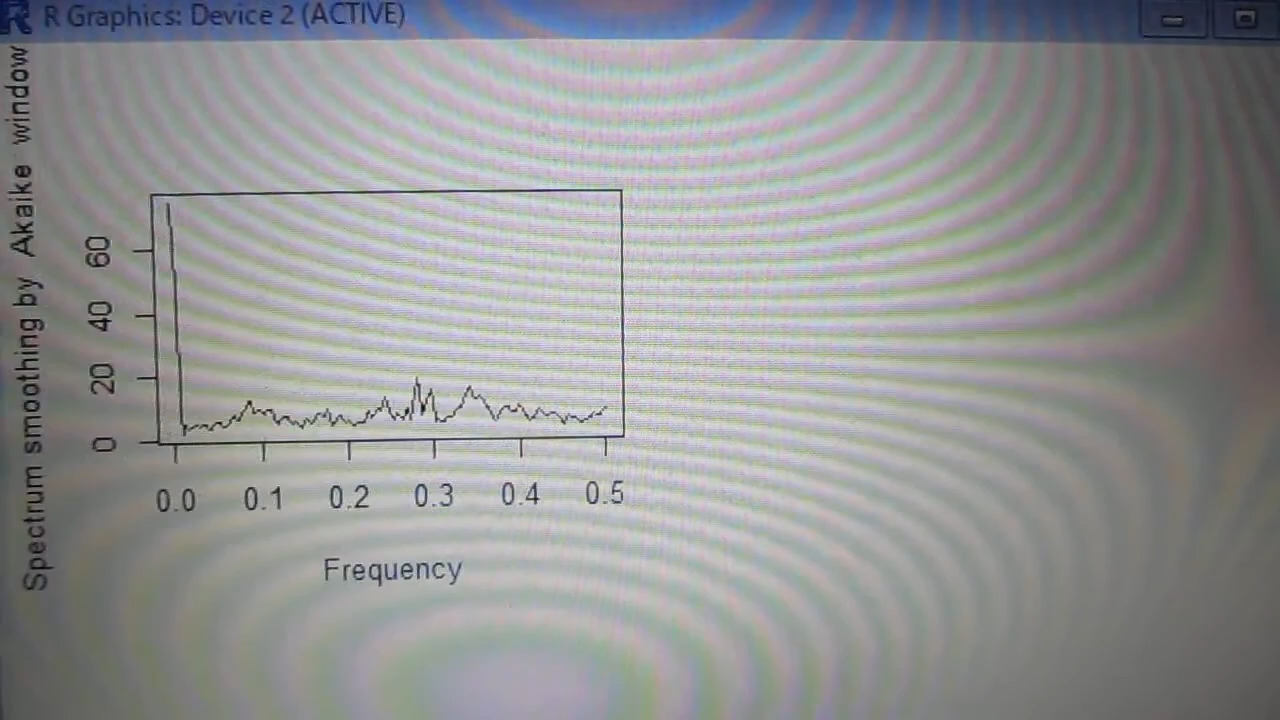 R Graphics: Device 2 (ACTIVE)
Spectrum smoothing by Akaike window
60
40
20
0
0.0 0.1 0.2 0.3 0.4 0.5
Frequency